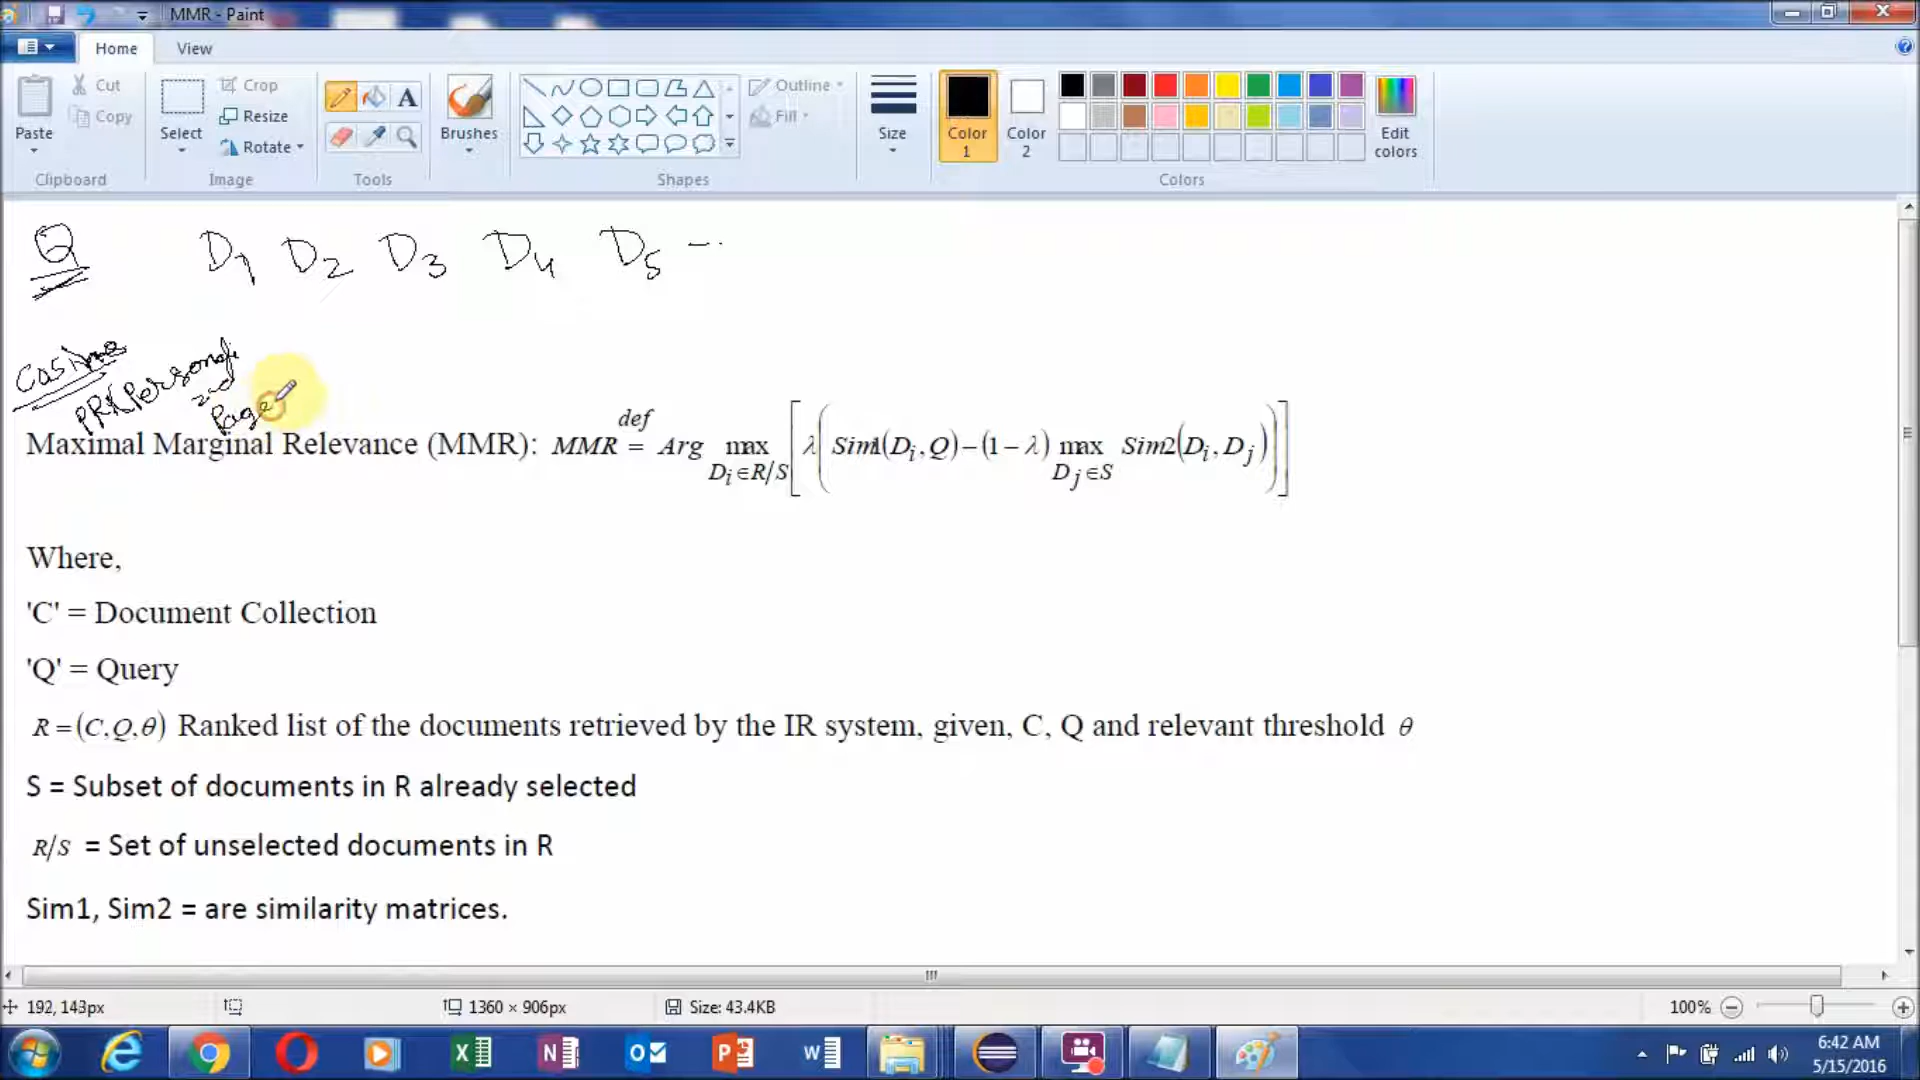 MMR - Paint
Home View
Paste Cut Copy Select Crop Resize Rotate Brushes Outline Fill Size Color 1 Color 2 Edit colors
Clipboard Image Tools Shapes Colors
Q D1 D2 D3 D4 D5 --
Cosine
PR
Page
Maximal Marginal Relevance (MMR): MMR def = Arg max Di∈R/S [λ(Sim1(Di,Q)−(1−λ) max Dj∈S Sim2(Di,Dj))]
Where,
'C' = Document Collection
'Q' = Query
R=(C,Q,θ) Ranked list of the documents retrieved by the IR system, given, C, Q and relevant threshold θ
S = Subset of documents in R already selected
R/S = Set of unselected documents in R
Sim1, Sim2 = are similarity matrices.
192, 143px 1360 × 906px Size: 43.4KB 100%
6:42 AM
5/15/2016